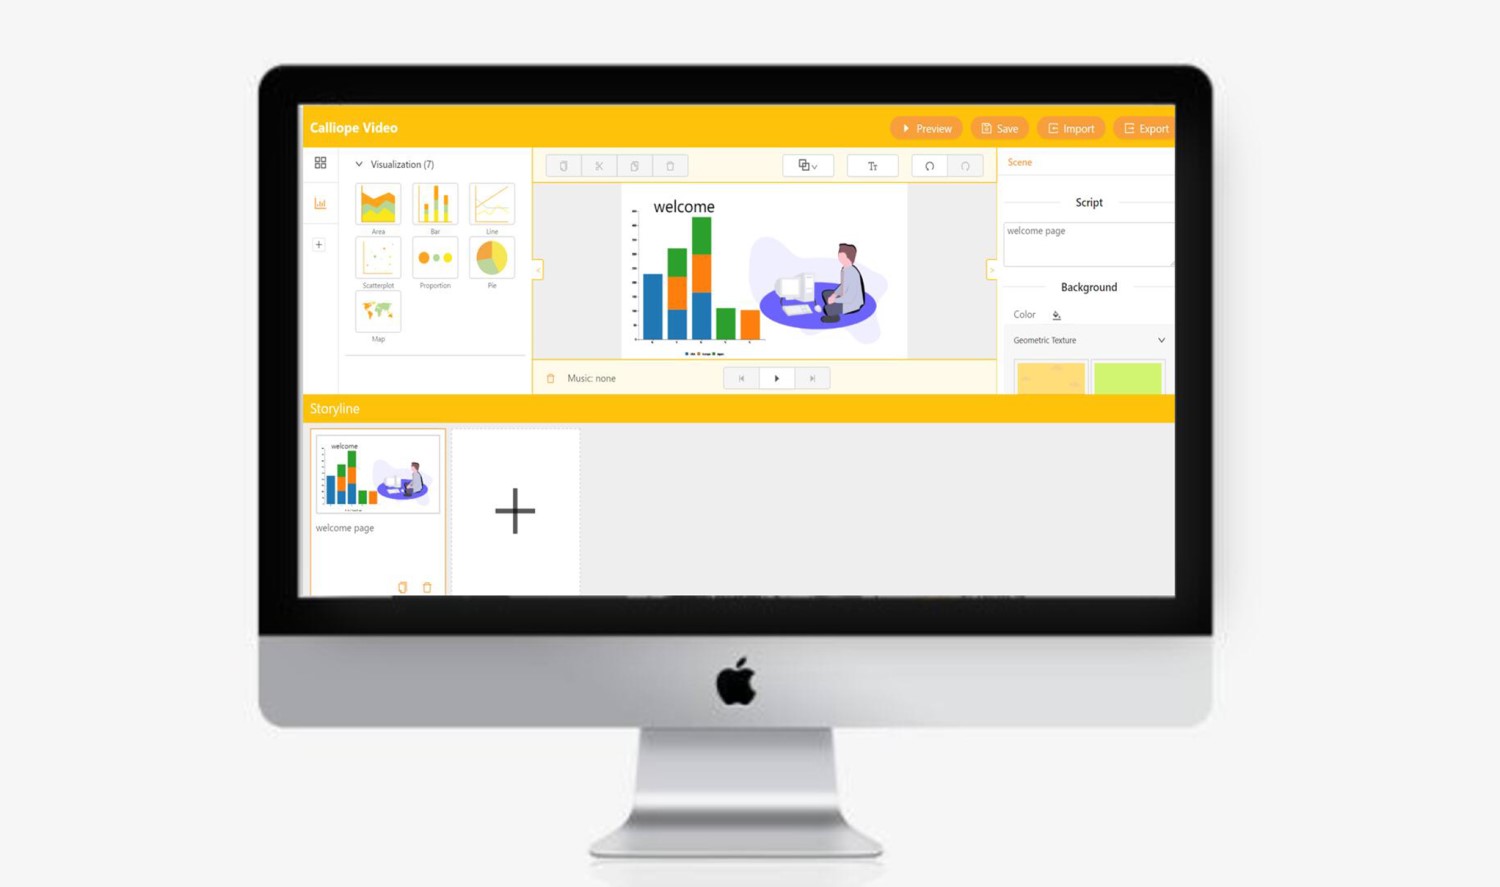 Calliope Video
Preview
Save
Import
Export
Visualization (7)
Area
Bar
Line
Scatterplot
Proportion
Pie
Map
Tт
welcome
Music: none
Scene
Script
welcome page
Background
Color
Geometric Texture
Storyline
welcome
welcome page